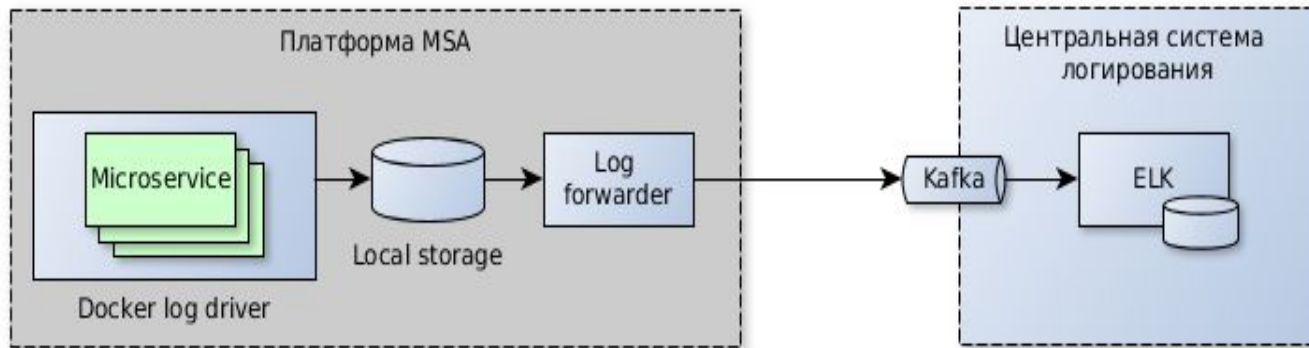 Платформа MSA
Центральная система
логирования
Microservice
Log
forwarder
Kafka
ELK
Local storage
Docker log driver